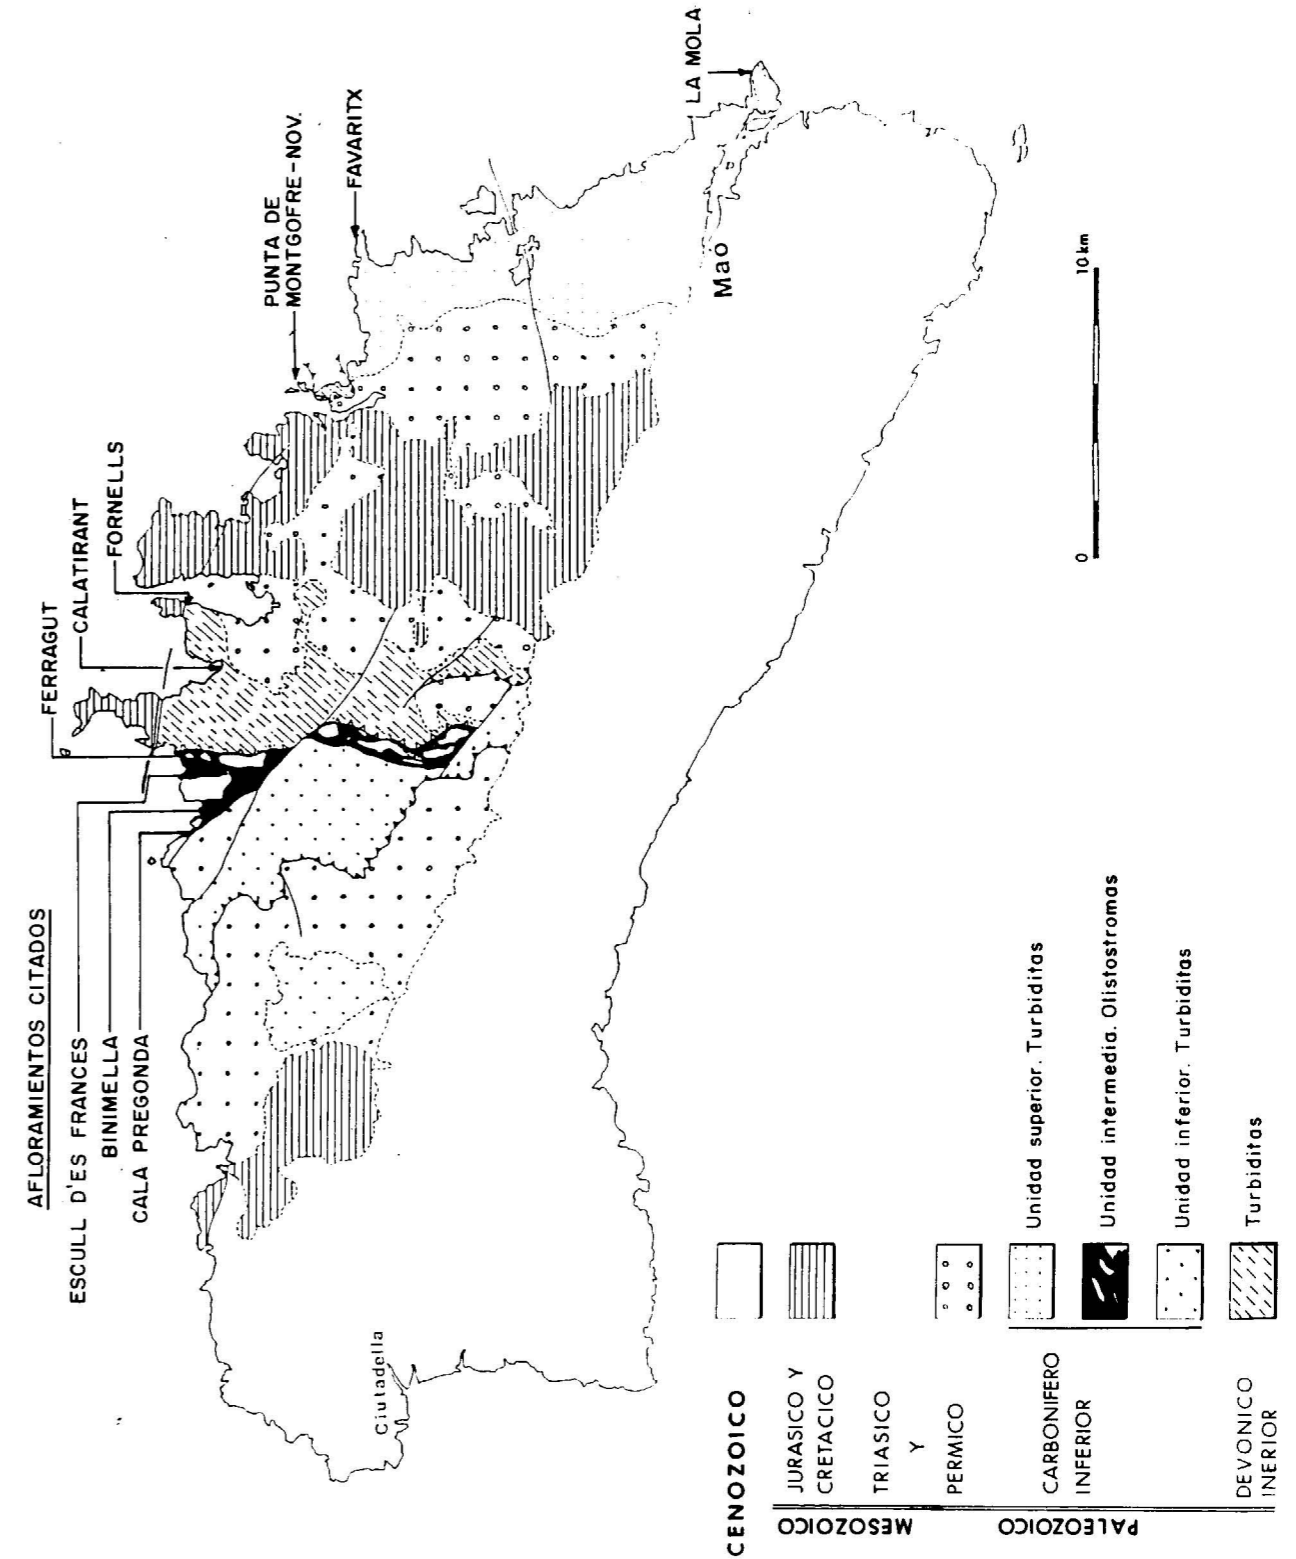 AFLORAMIENTOS CITADOS
ESCULL D'ES FRANCES
BINIMELLA
CALA PREGONDA
FERRAGUT
CALATIRANT
FORNELLS
PUNTA DE
MONTGOFRE-NOV.
FAVARITX
LA MOLA
Mao
Ciutadella
0
10 km
CENOZOICO
MESOZOICO
JURASICO Y
CRETACICO
TRIASICO
Y
PERMICO
PALEOZOICO
CARBONIFERO
INFERIOR
Unidad superior. Turbiditas
Unidad intermedia. Olistostromas
Unidad inferior. Turbiditas
DEVONICO
INERIOR
Turbiditas